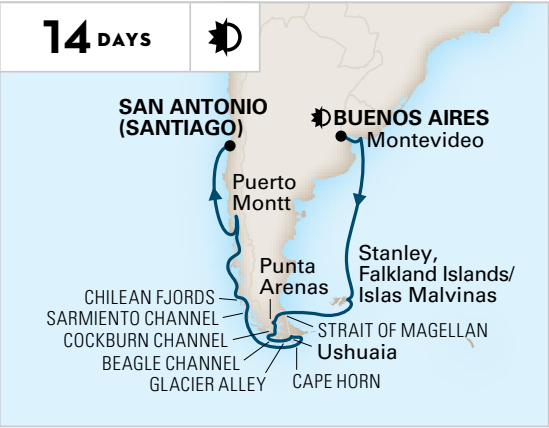 14 DAYS
SAN ANTONIO
(SANTIAGO)
BUENOS AIRES
Montevideo
Puerto
Montt
Stanley,
Falkland Islands/
Islas Malvinas
Punta
Arenas
CHILEAN FJORDS
SARMIENTO CHANNEL
STRAIT OF MAGELLAN
COCKBURN CHANNEL
Ushuaia
BEAGLE CHANNEL
GLACIER ALLEY
CAPE HORN